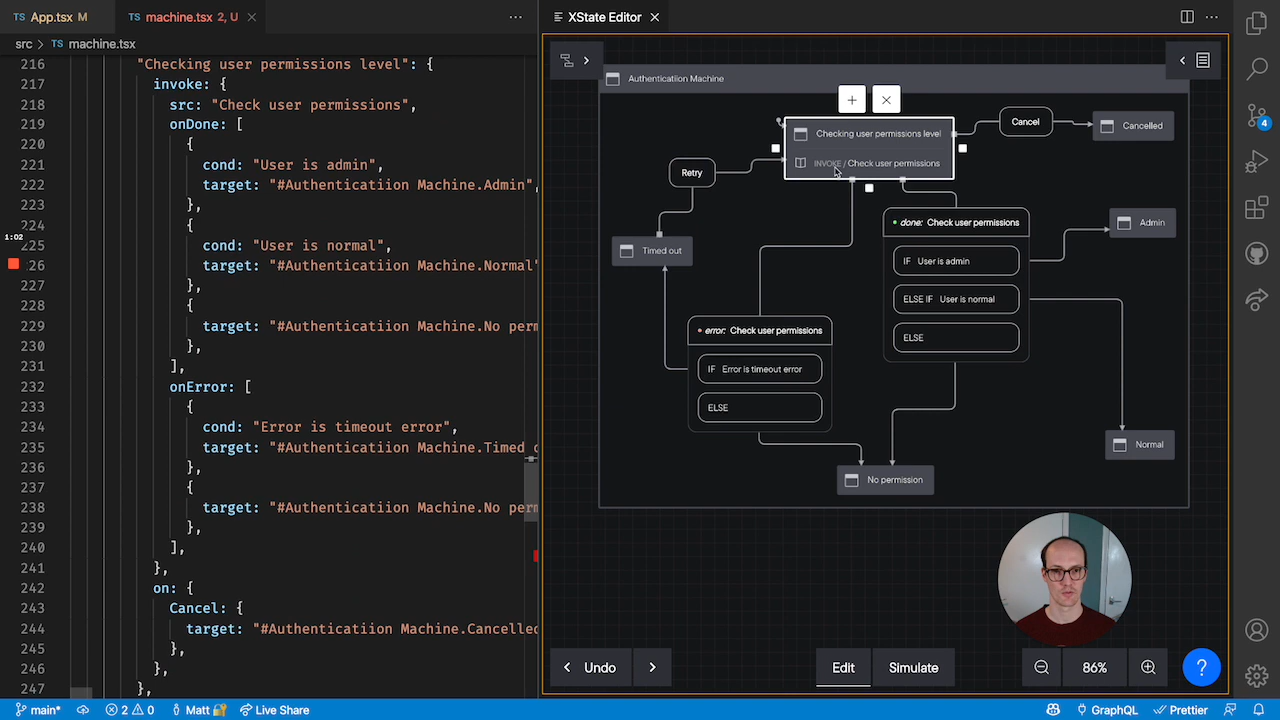 TS App.tsx M
TS machine.tsx 2, U
src > TS machine.tsx
216 "Checking user permissions level": {
217 invoke: {
218 src: "Check user permissions",
219 onDone: [
220 {
221 cond: "User is admin",
222 target: "#Authenticatiion Machine.Admin",
223 },
224 {
1:02
225 cond: "User is normal",
26 target: "#Authenticatiion Machine.Normal"
227 },
228 {
229 target: "#Authenticatiion Machine.No perm
230 },
231 ],
232 onError: [
233 {
234 cond: "Error is timeout error",
235 target: "#Authenticatiion Machine.Timed o
236 },
237 {
238 target: "#Authenticatiion Machine.No perm
239 },
240 ],
241 },
242 on: {
243 Cancel: {
244 target: "#Authenticatiion Machine.Cancelled
245 },
246 },
247 },
XState Editor
Authenticatiion Machine
Checking user permissions level
INVOKE / Check user permissions
Cancel
Cancelled
Retry
Timed out
done: Check user permissions
IF User is admin
ELSE IF User is normal
ELSE
Admin
error: Check user permissions
IF Error is timeout error
ELSE
Normal
No permission
Undo
Edit
Simulate
86%
?
4
main*
2 0
Matt
Live Share
GraphQL
Prettier